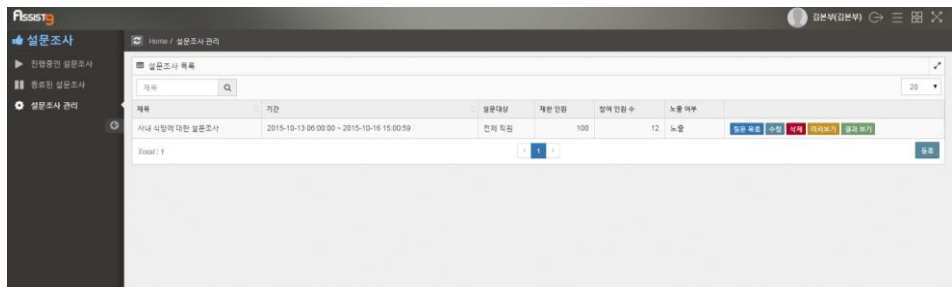 Assist9
김본부(김본부)
설문조사
Home / 설문조사 관리
진행중인 설문조사
종료된 설문조사
설문조사 관리
설문조사 목록
제목
20
제목 기간 설문대상 제한 인원 참여 인원 수 노출 여부
사내 식당에 대한 설문조사 2015-10-13 06:00:00 ~ 2015-10-16 15:00:59 전체 직원 100 12 노출 질문 목록 수정 삭제 미리보기 결과 보기
Total : 1 1 등록